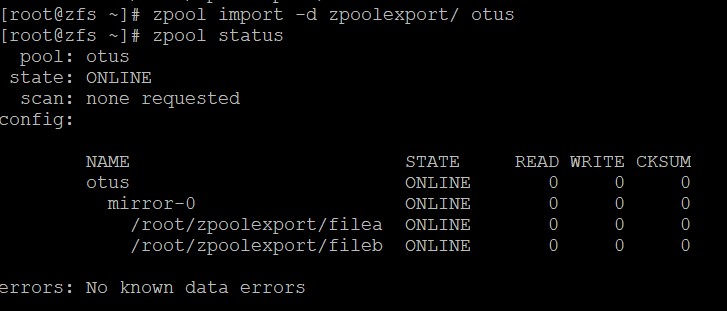 [root@zfs ~]# zpool import -d zpoolexport/ otus
[root@zfs ~]# zpool status
  pool: otus
 state: ONLINE
  scan: none requested
config:

        NAME                         STATE     READ WRITE CKSUM
        otus                         ONLINE       0     0     0
          mirror-0                   ONLINE       0     0     0
            /root/zpoolexport/filea  ONLINE       0     0     0
            /root/zpoolexport/fileb  ONLINE       0     0     0

errors: No known data errors